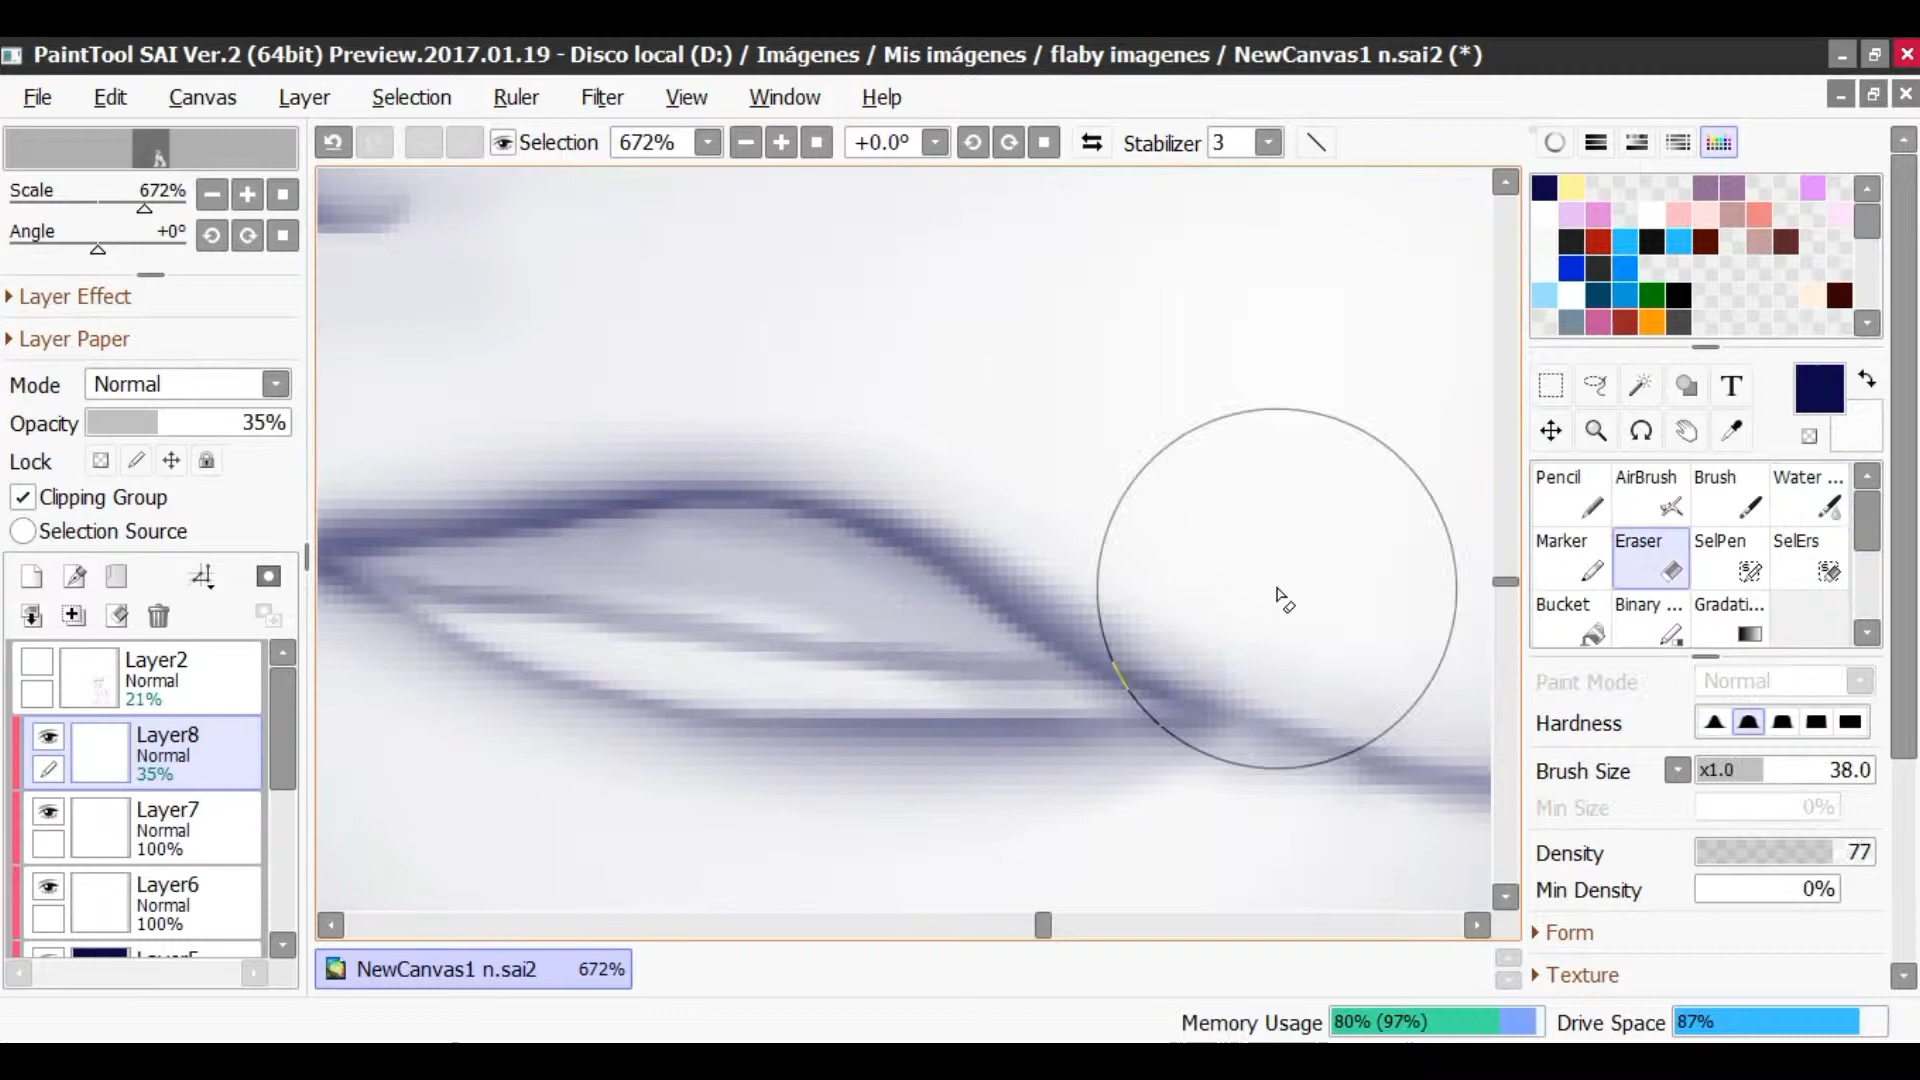 PaintTool SAI Ver.2 (64bit) Preview.2017.01.19 - Disco local (D:) / Imágenes / Mis imágenes / flaby imagenes / NewCanvas1 n.sai2 (*)
File Edit Canvas Layer Selection Ruler Filter View Window Help
Selection 672% +0.0º Stabilizer 3
Scale 672%
Angle +0º
Layer Effect
Layer Paper
Mode Normal
Opacity 35%
Lock
Clipping Group
Selection Source
Layer2
Normal
21%
Layer8
Normal
35%
Layer7
Normal
100%
Layer6
Normal
100%
NewCanvas1 n.sai2 672%
T
Pencil AirBrush Brush Water ...
Marker Eraser SelPen SelErs
Bucket Binary ... Gradati...
Paint Mode Normal
Hardness
Brush Size x1.0 38.0
Min Size 0%
Density 77
Min Density 0%
Form
Texture
Memory Usage 80% (97%) Drive Space 87%